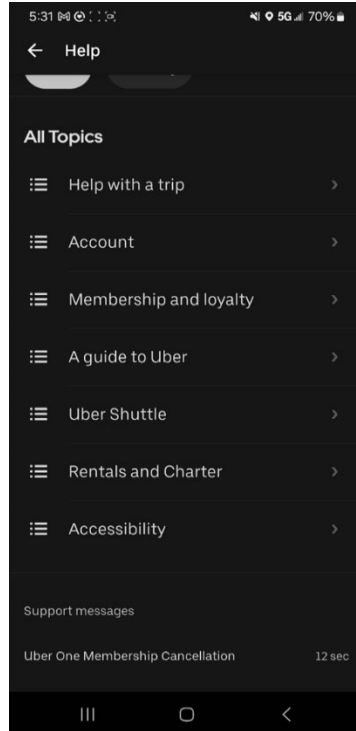 5:31 5G 70%
Help
All Topics
Help with a trip
Account
Membership and loyalty
A guide to Uber
Uber Shuttle
Rentals and Charter
Accessibility
Support messages
Uber One Membership Cancellation 12 sec